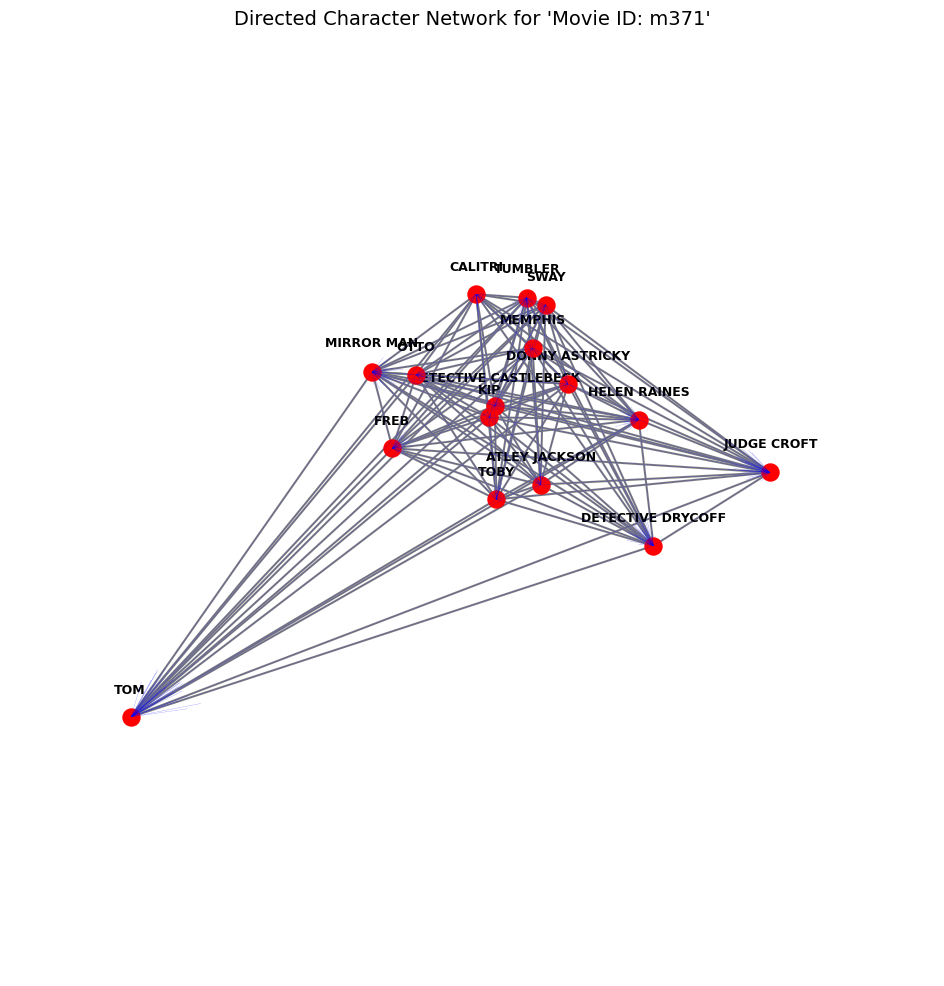 Directed Character Network for 'Movie ID: m371'
CALITRI
TUMBLER
SWAY
MEMPHIS
MIRROR MAN
OTTO
DONNY ASTRICKY
DETECTIVE CASTLEBECK
KIP
HELEN RAINES
FREB
JUDGE CROFT
ATLEY JACKSON
TOBY
DETECTIVE DRYCOFF
TOM